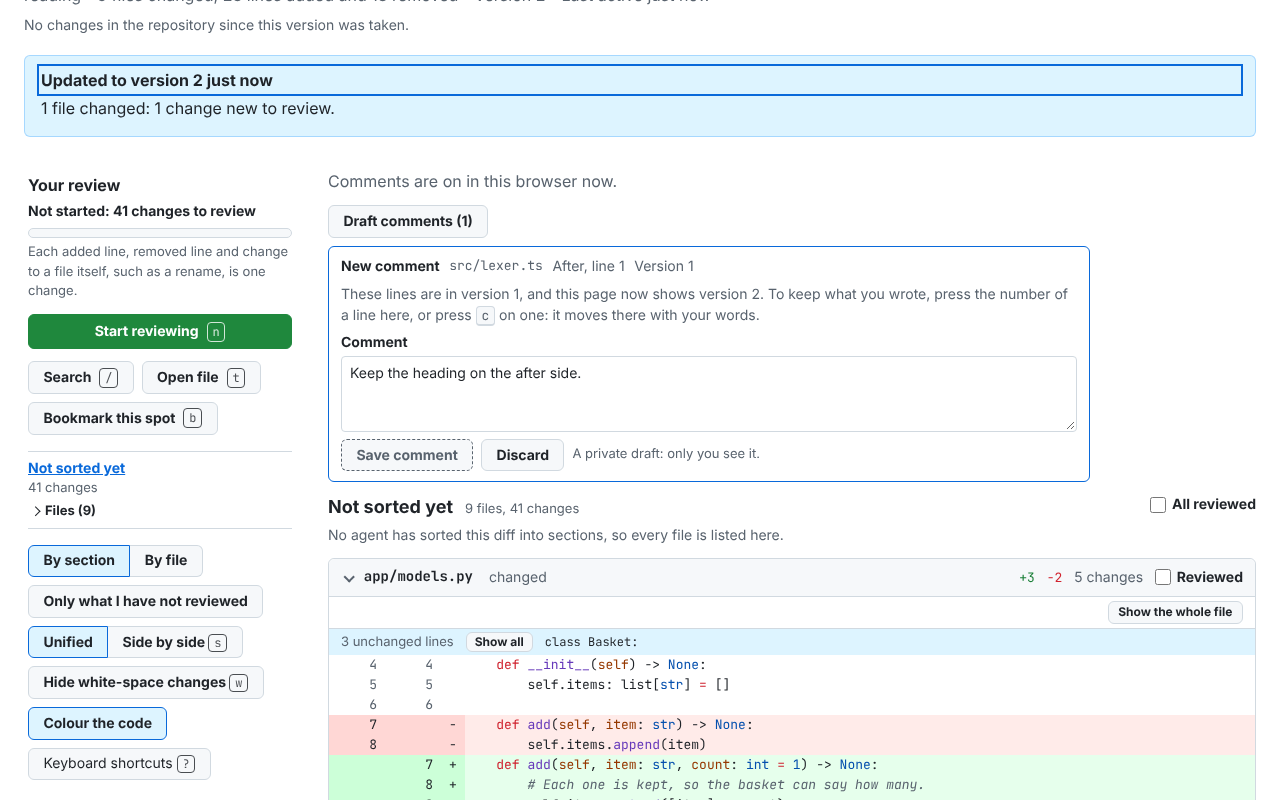 No changes in the repository since this version was taken.
Updated to version 2 just now
1 file changed: 1 change new to review.
Your review
Not started: 41 changes to review
Each added line, removed line and change
to a file itself, such as a rename, is one
change.
Start reviewing n
Search / Open file t
Bookmark this spot b
Not sorted yet
41 changes
Files (9)
By section By file
Only what I have not reviewed
Unified Side by side s
Hide white-space changes w
Colour the code
Keyboard shortcuts ?
Comments are on in this browser now.
Draft comments (1)
New comment src/lexer.ts After, line 1 Version 1
These lines are in version 1, and this page now shows version 2. To keep what you wrote, press the number of
a line here, or press c on one: it moves there with your words.
Comment
Keep the heading on the after side.
Save comment Discard A private draft: only you see it.
Not sorted yet 9 files, 41 changes All reviewed
No agent has sorted this diff into sections, so every file is listed here.
app/models.py changed +3 -2 5 changes Reviewed
Show the whole file
3 unchanged lines Show all class Basket:
4 4 def __init__(self) -> None:
5 5 self.items: list[str] = []
6 6
7 - def add(self, item: str) -> None:
8 - self.items.append(item)
7 + def add(self, item: str, count: int = 1) -> None:
8 + # Each one is kept, so the basket can say how many.